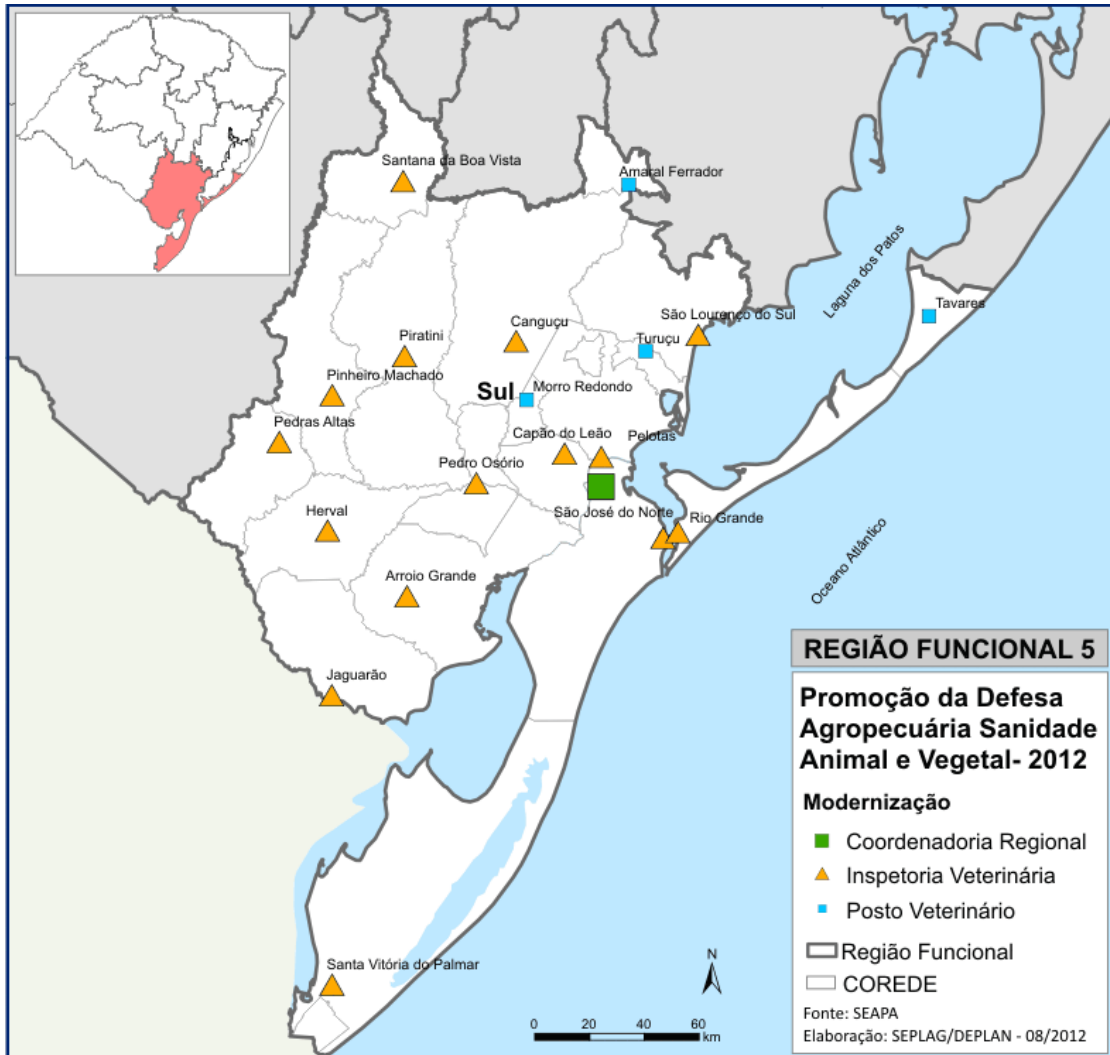 Santana da Boa Vista
Amaral Ferrador
Laguna dos Patos
Tavares
São Lourenço do Sul
Canguçu
Turuçu
Piratini
Pinheiro Machado
Sul
Morro Redondo
Pedras Altas
Capão do Leão
Pelotas
Pedro Osório
Herval
São José do Norte
Rio Grande
Oceano Atlântico
Arroio Grande
Jaguarão
Santa Vitória do Palmar
N
0 20 40 60
km
REGIÃO FUNCIONAL 5
Promoção da Defesa
Agropecuária Sanidade
Animal e Vegetal- 2012
Modernização
Coordenadoria Regional
Inspetoria Veterinária
Posto Veterinário
Região Funcional
COREDE
Fonte: SEAPA
Elaboração: SEPLAG/DEPLAN - 08/2012